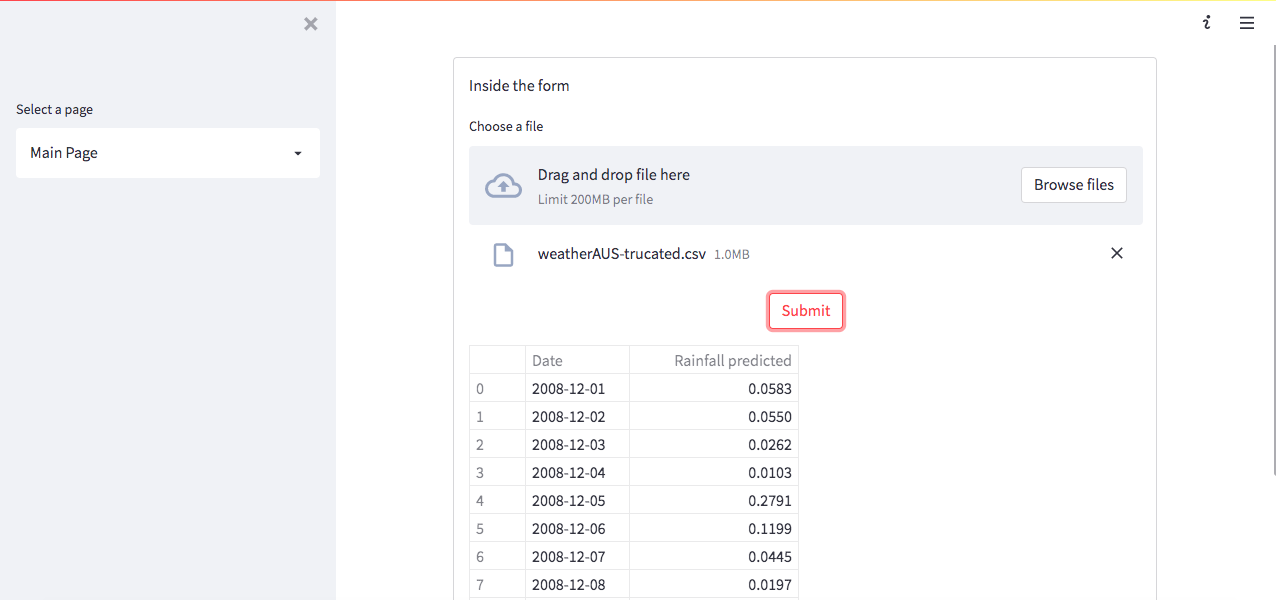 Select a page
Main Page
Inside the form
Choose a file
Drag and drop file here
Limit 200MB per file
Browse files
weatherAUS-trucated.csv 1.0MB
Submit
Date Rainfall predicted
0 2008-12-01 0.0583
1 2008-12-02 0.0550
2 2008-12-03 0.0262
3 2008-12-04 0.0103
4 2008-12-05 0.2791
5 2008-12-06 0.1199
6 2008-12-07 0.0445
7 2008-12-08 0.0197